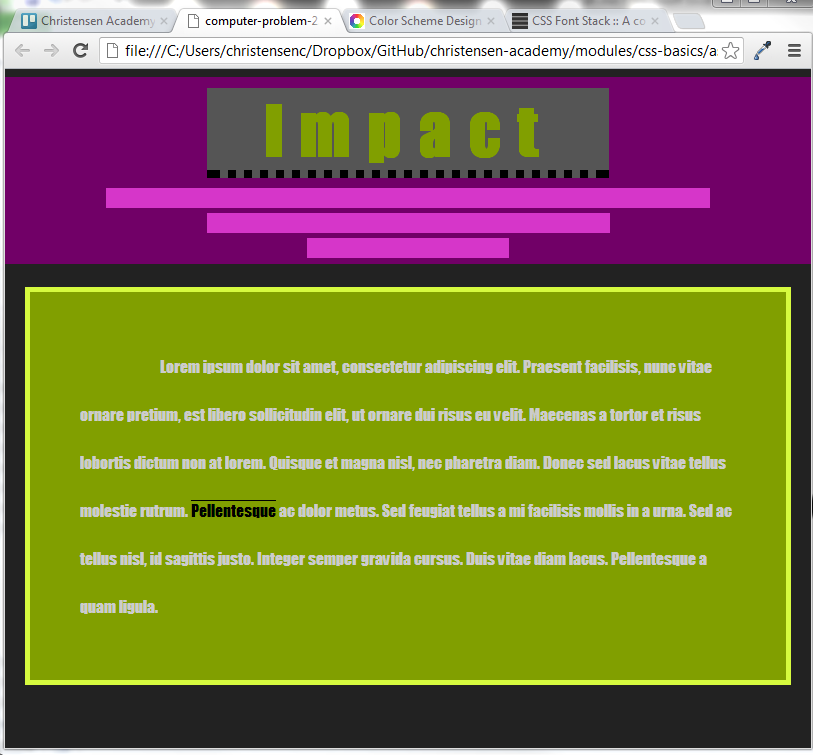 Christensen Academy
computer-problem-2
Color Scheme Design
CSS Font Stack :: A co
file:///C:/Users/christensenc/Dropbox/GitHub/christensen-academy/modules/css-basics/a
Impact
Lorem ipsum dolor sit amet, consectetur adipiscing elit. Praesent facilisis, nunc vitae
ornare pretium, est libero sollicitudin elit, ut ornare dui risus eu velit. Maecenas a tortor et risus
lobortis dictum non at lorem. Quisque et magna nisl, nec pharetra diam. Donec sed lacus vitae tellus
molestie rutrum. Pellentesque ac dolor metus. Sed feugiat tellus a mi facilisis mollis in a urna. Sed ac
tellus nisl, id sagittis justo. Integer semper gravida cursus. Duis vitae diam lacus. Pellentesque a
quam ligula.